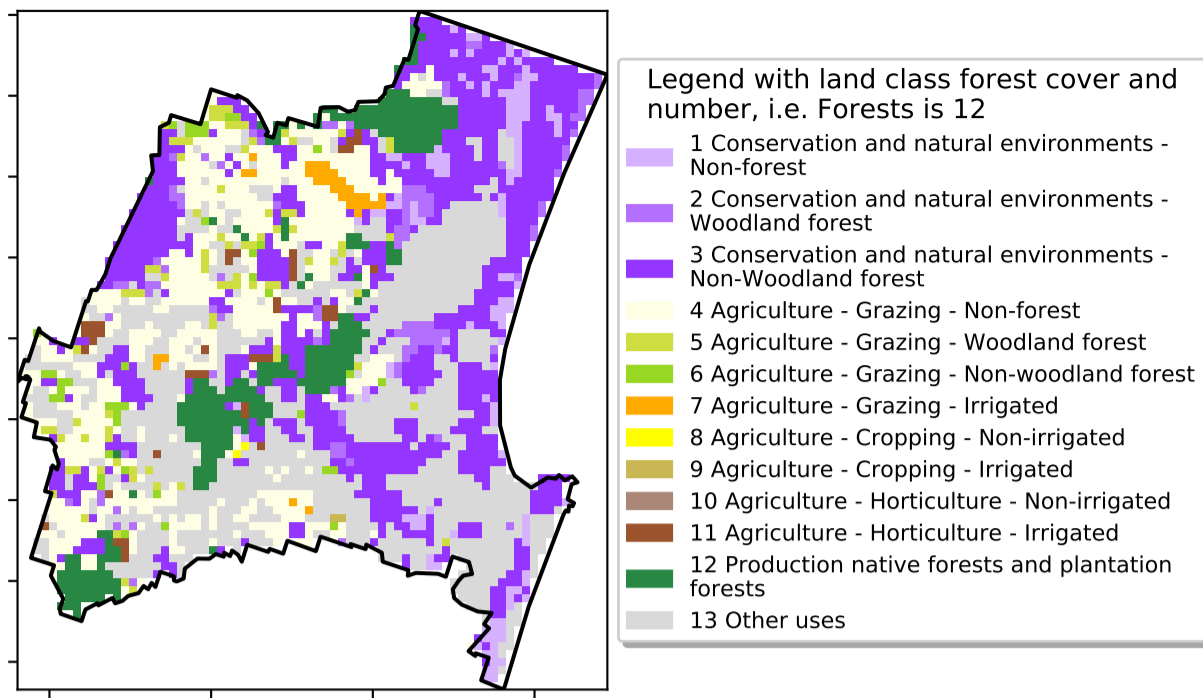 Legend with land class forest cover and
number, i.e. Forests is 12
1 Conservation and natural environments -
Non-forest
2 Conservation and natural environments -
Woodland forest
3 Conservation and natural environments -
Non-Woodland forest
4 Agriculture - Grazing - Non-forest
5 Agriculture - Grazing - Woodland forest
6 Agriculture - Grazing - Non-woodland forest
7 Agriculture - Grazing - Irrigated
8 Agriculture - Cropping - Non-irrigated
9 Agriculture - Cropping - Irrigated
10 Agriculture - Horticulture - Non-irrigated
11 Agriculture - Horticulture - Irrigated
12 Production native forests and plantation
forests
13 Other uses